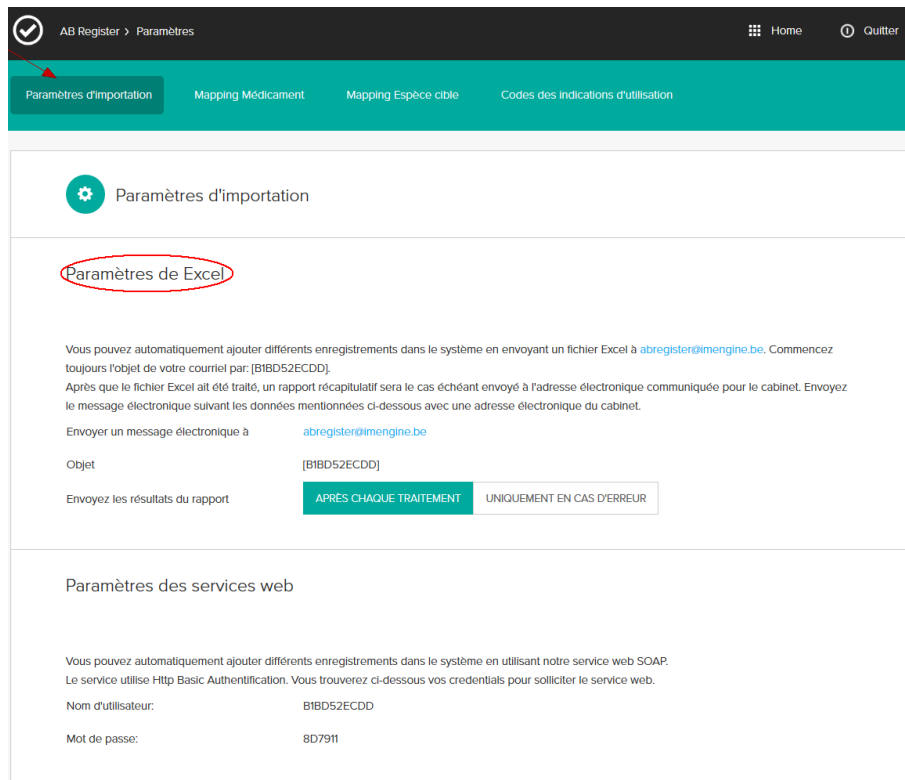 AB Register > Paramètres
Home
Quitter
Paramètres d'importation
Mapping Médicament
Mapping Espèce cible
Codes des indications d'utilisation
Paramètres d'importation
Paramètres de Excel
Vous pouvez automatiquement ajouter différents enregistrements dans le système en envoyant un fichier Excel à abregister@imengine.be. Commencez
toujours l'objet de votre courriel par: [B1BD52ECDD].
Après que le fichier Excel ait été traité, un rapport récapitulatif sera le cas échéant envoyé à l'adresse électronique communiquée pour le cabinet. Envoyez
le message électronique suivant les données mentionnées ci-dessous avec une adresse électronique du cabinet.
Envoyer un message électronique à abregister@imengine.be
Objet [B1BD52ECDD]
Envoyez les résultats du rapport APRÈS CHAQUE TRAITEMENT UNIQUEMENT EN CAS D'ERREUR
Paramètres des services web
Vous pouvez automatiquement ajouter différents enregistrements dans le système en utilisant notre service web SOAP.
Le service utilise Http Basic Authentification. Vous trouverez ci-dessous vos credentials pour solliciter le service web.
Nom d'utilisateur: B1BD52ECDD
Mot de passe: 8D7911